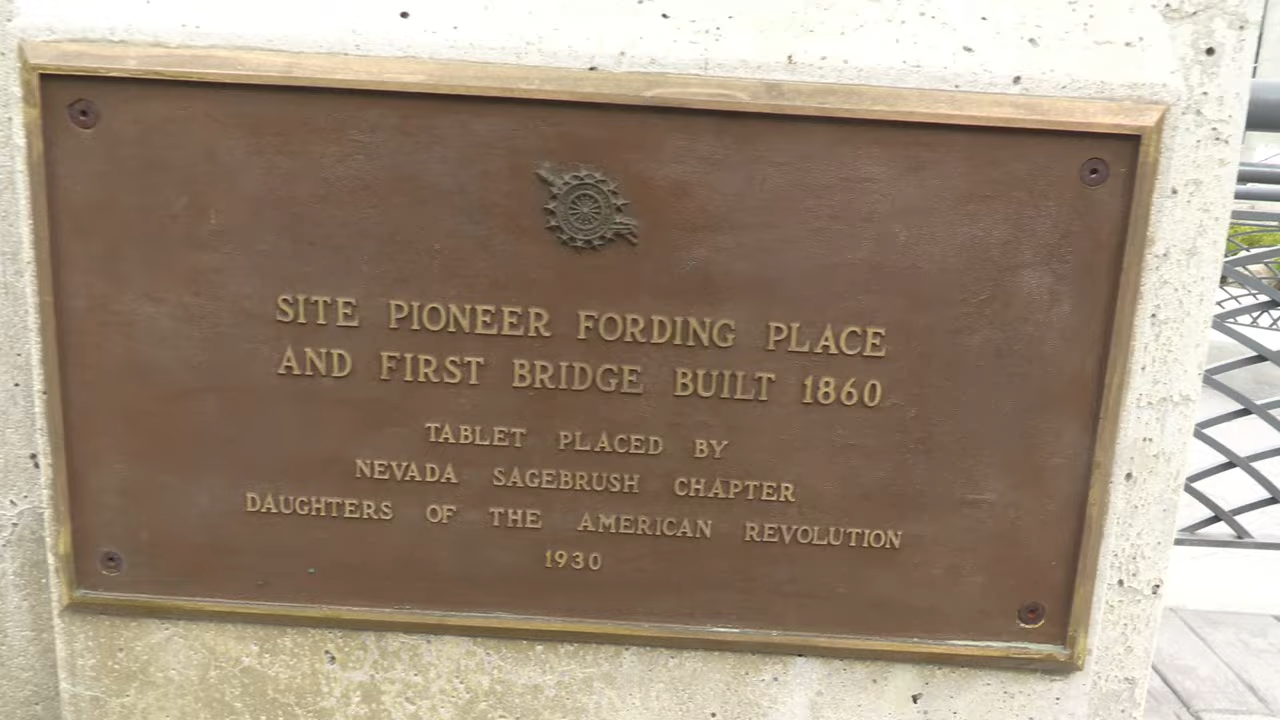 SITE PIONEER FORDING PLACE
AND FIRST BRIDGE BUILT 1860
TABLET PLACED BY
NEVADA SAGEBRUSH CHAPTER
DAUGHTERS OF THE AMERICAN REVOLUTION
1930